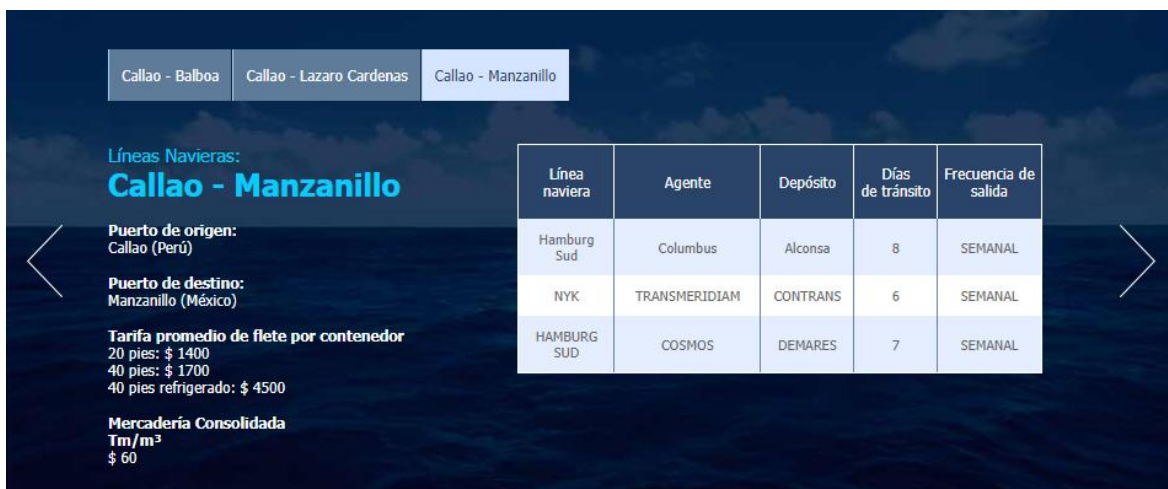 Callao - Balboa
Callao - Lazaro Cardenas
Callao - Manzanillo
Líneas Navieras:
Callao - Manzanillo
Puerto de origen:
Callao (Perú)
Puerto de destino:
Manzanillo (México)
Tarifa promedio de flete por contenedor
20 pies: $ 1400
40 pies: $ 1700
40 pies refrigerado: $ 4500
Mercadería Consolidada
Tm/m³
$ 60
Línea
naviera
Agente
Depósito
Días
de tránsito
Frecuencia de
salida
Hamburg
Sud
Columbus
Alconsa
8
SEMANAL
NYK
TRANSMERIDIAM
CONTRANS
6
SEMANAL
HAMBURG
SUD
COSMOS
DEMARES
7
SEMANAL